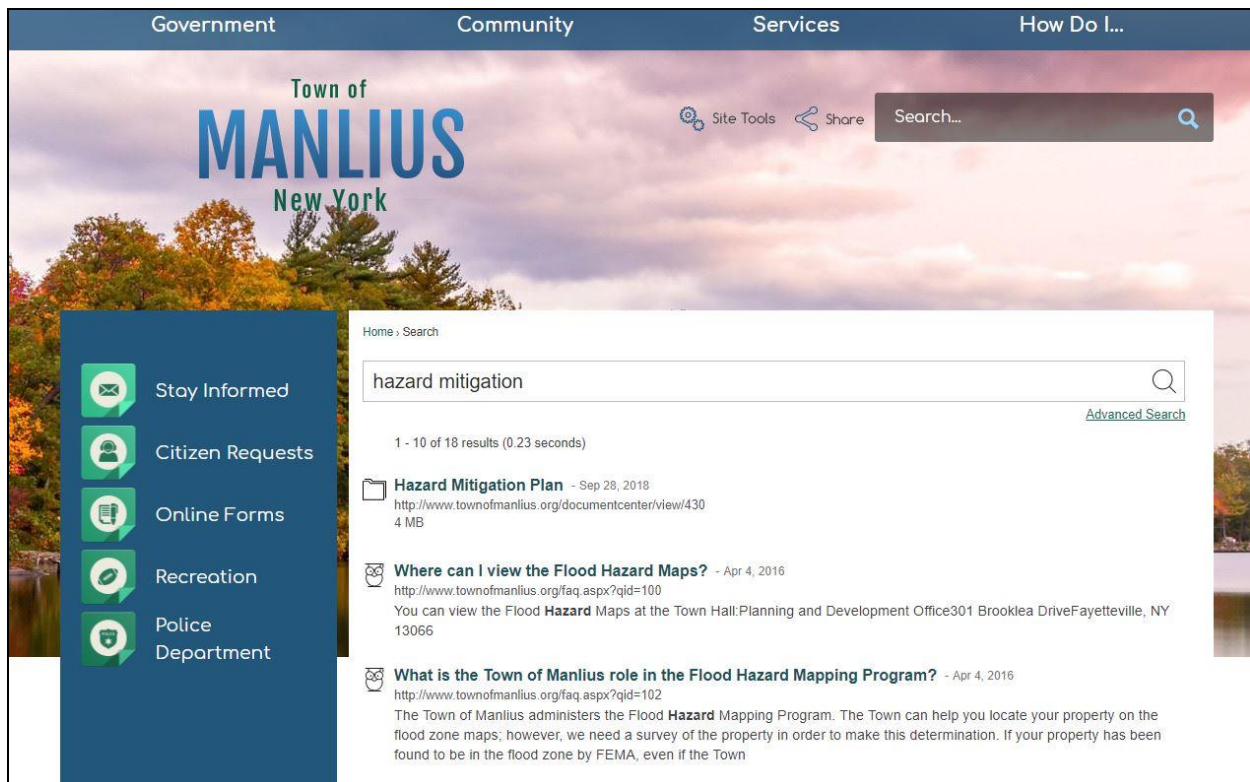 Government Community Services How Do I...
Town of
MANLIUS
New York
Site Tools Share Search...
Stay Informed
Citizen Requests
Online Forms
Recreation
Police
Department
Home › Search
hazard mitigation
Advanced Search
1 - 10 of 18 results (0.23 seconds)
Hazard Mitigation Plan - Sep 28, 2018
http://www.townofmanlius.org/documentcenter/view/430
4 MB
Where can I view the Flood Hazard Maps? - Apr 4, 2016
http://www.townofmanlius.org/faq.aspx?qid=100
You can view the Flood Hazard Maps at the Town Hall:Planning and Development Office301 Brooklea DriveFayetteville, NY
13066
What is the Town of Manlius role in the Flood Hazard Mapping Program? - Apr 4, 2016
http://www.townofmanlius.org/faq.aspx?qid=102
The Town of Manlius administers the Flood Hazard Mapping Program. The Town can help you locate your property on the
flood zone maps; however, we need a survey of the property in order to make this determination. If your property has been
found to be in the flood zone by FEMA, even if the Town